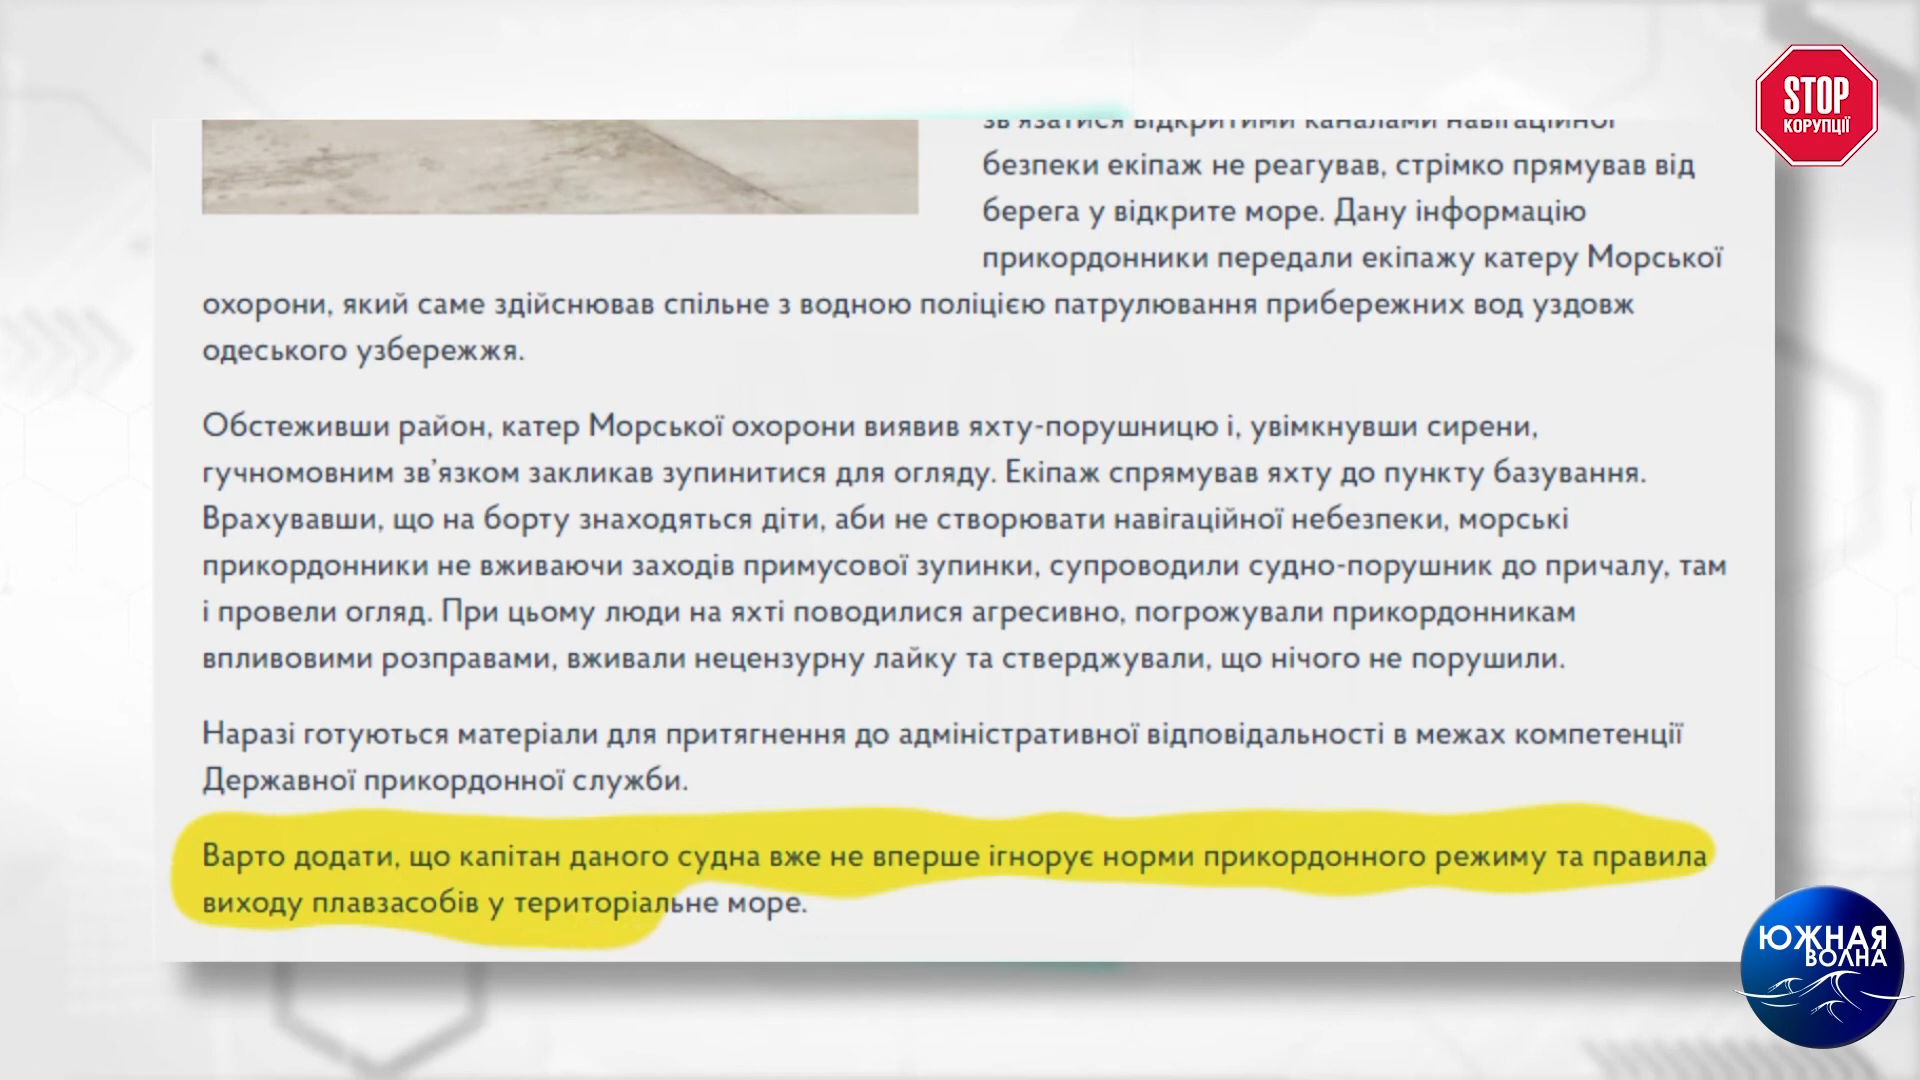 STOP
КОРУПЦІЇ
зв'язатися відкритими каналами навігаційної
безпеки екіпаж не реагував, стрімко прямував від
берега у відкрите море. Дану інформацію
прикордонники передали екіпажу катеру Морської
охорони, який саме здійснював спільне з водною поліцією патрулювання прибережних вод уздовж
одеського узбережжя.
Обстеживши район, катер Морської охорони виявив яхту-порушницю і, увімкнувши сирени,
гучномовним зв’язком закликав зупинитися для огляду. Екіпаж спрямував яхту до пункту базування.
Врахувавши, що на борту знаходяться діти, аби не створювати навігаційної небезпеки, морські
прикордонники не вживаючи заходів примусової зупинки, супроводили судно-порушник до причалу, там
і провели огляд. При цьому люди на яхті поводилися агресивно, погрожували прикордонникам
впливовими розправами, вживали нецензурну лайку та стверджували, що нічого не порушили.
Наразі готуються матеріали для притягнення до адміністративної відповідальності в межах компетенції
Державної прикордонної служби.
Варто додати, що капітан даного судна вже не вперше ігнорує норми прикордонного режиму та правила
виходу плавзасобів у територіальне море.
ЮЖНАЯ
ВОЛНА